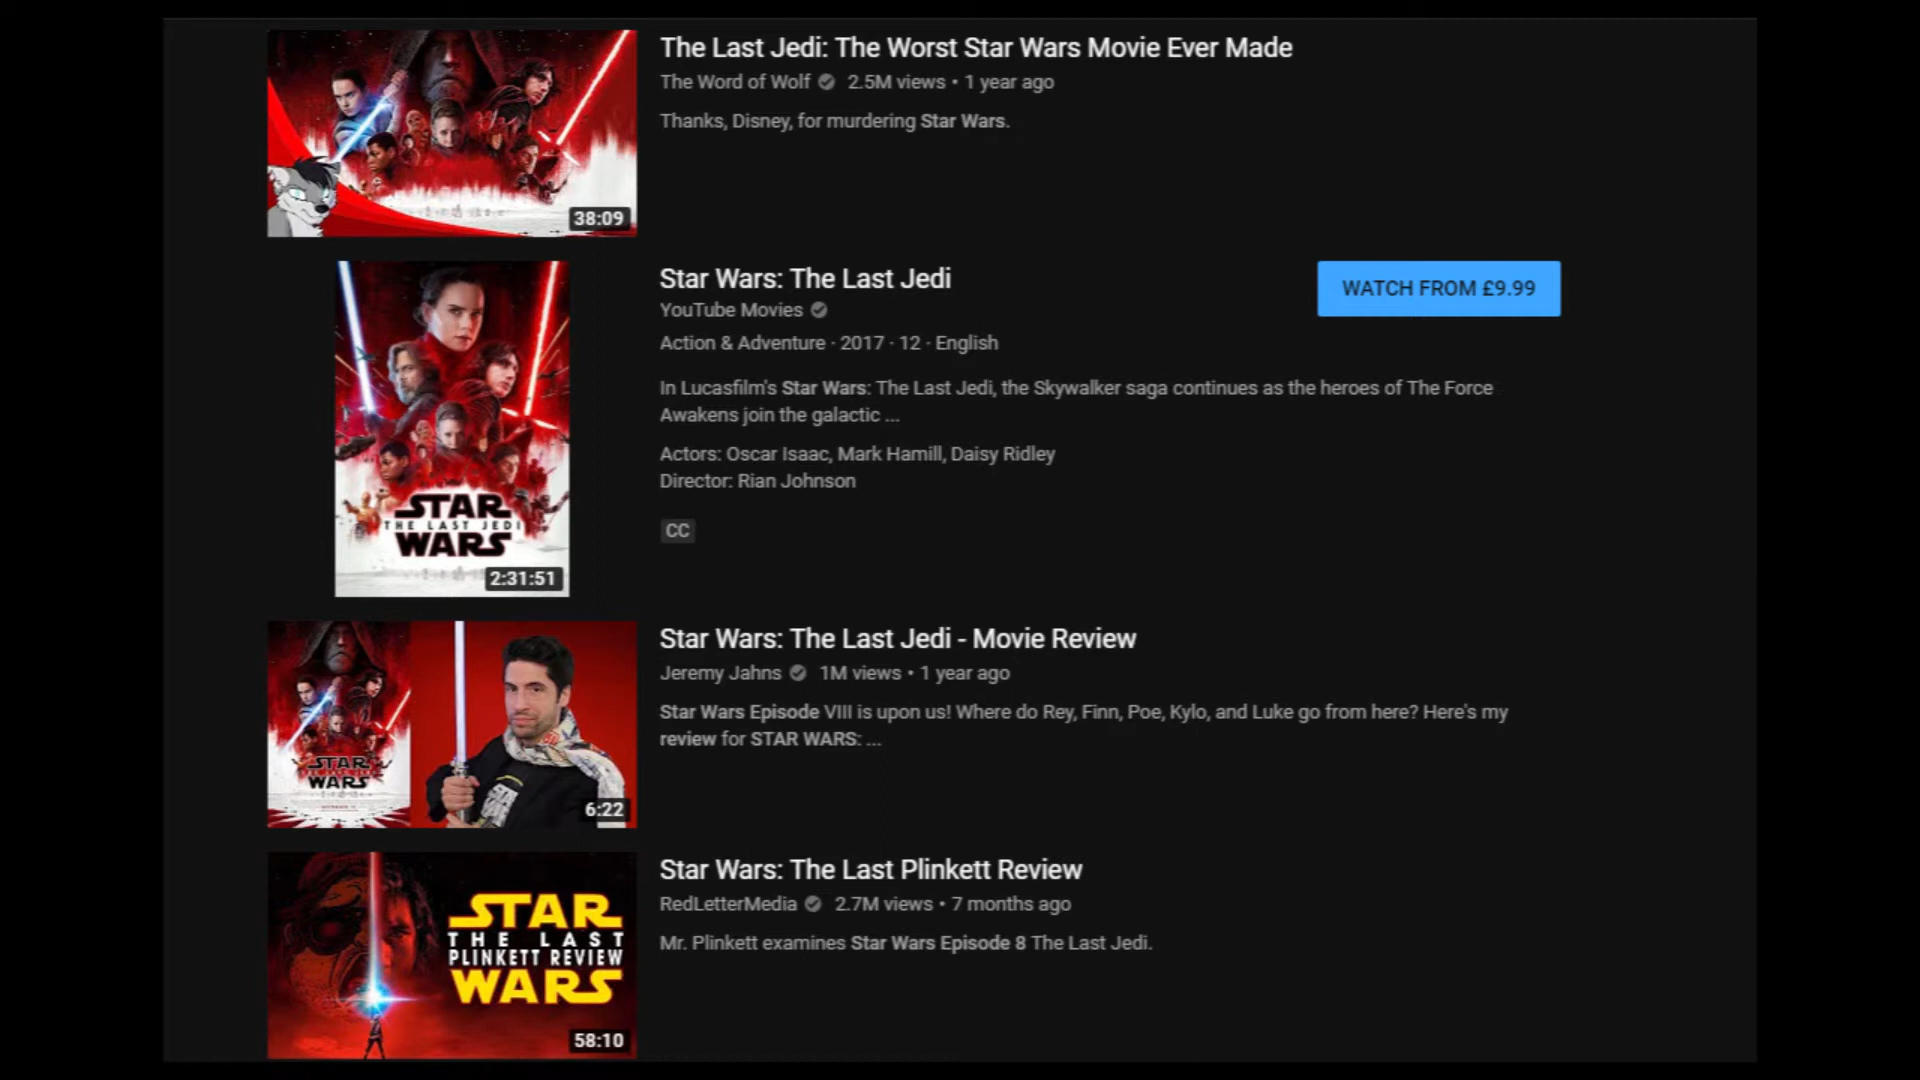 The Last Jedi: The Worst Star Wars Movie Ever Made
The Word of Wolf 2.5M views • 1 year ago
Thanks, Disney, for murdering Star Wars.
38:09
Star Wars: The Last Jedi
WATCH FROM £9.99
YouTube Movies
Action & Adventure · 2017 · 12 · English
In Lucasfilm's Star Wars: The Last Jedi, the Skywalker saga continues as the heroes of The Force
Awakens join the galactic ...
Actors: Oscar Isaac, Mark Hamill, Daisy Ridley
Director: Rian Johnson
CC
STAR
THE LAST JEDI
WARS
2:31:51
Star Wars: The Last Jedi - Movie Review
Jeremy Jahns 1M views • 1 year ago
Star Wars Episode VIII is upon us! Where do Rey, Finn, Poe, Kylo, and Luke go from here? Here's my
review for STAR WARS: ...
STAR
WARS
6:22
Star Wars: The Last Plinkett Review
RedLetterMedia 2.7M views • 7 months ago
Mr. Plinkett examines Star Wars Episode 8 The Last Jedi.
STAR
THE LAST
PLINKETT REVIEW
WARS
58:10